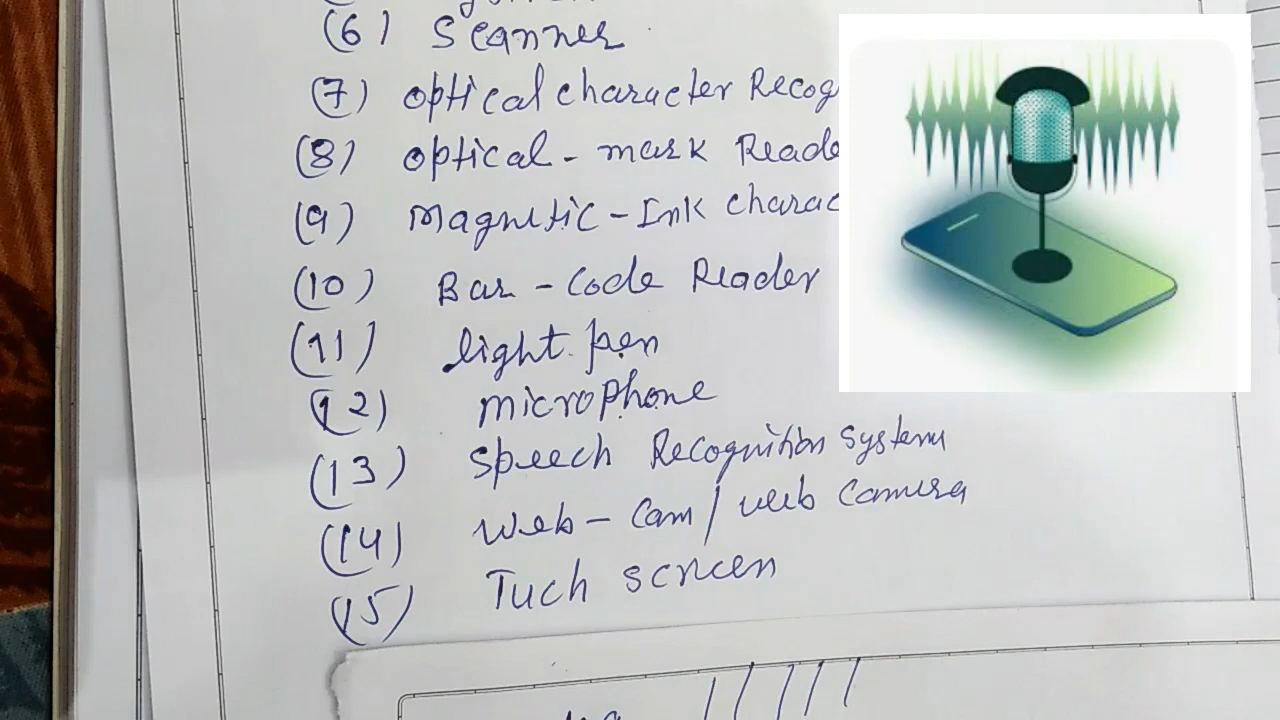 (6) Scanner
(7) optical character Recog
(8) optical - mark Reade
(9) Magnetic - Ink charac
(10) Bar - Code Reader
(11) light pen
(12) microphone
(13) Speech Recognition System
(14) Web - Cam / web Camera
(15) Tuch screen